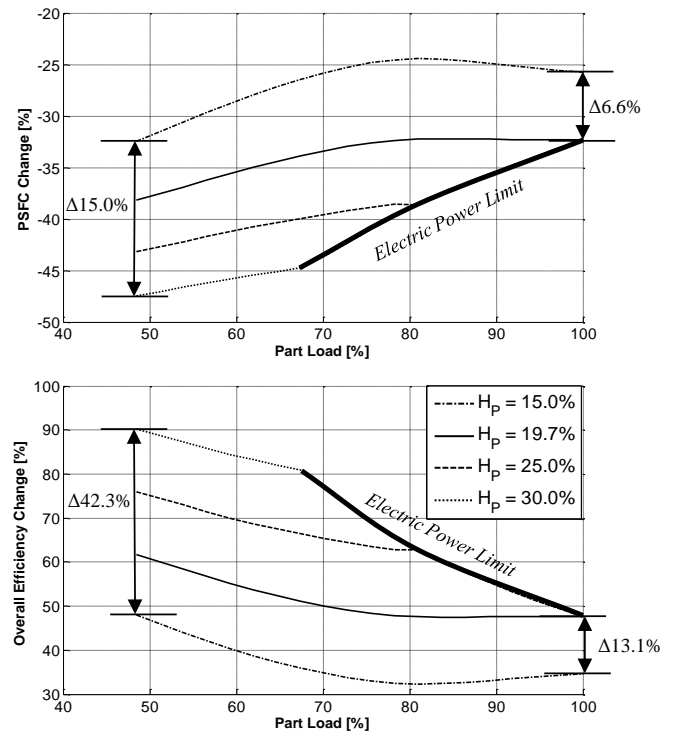 -20
-25
-30
-35
-40
-45
-50
PSFC Change [%]
Δ15.0%
Δ6.6%
Electric Power Limit
40 50 60 70 80 90 100
Part Load [%]
100
90
80
70
60
50
40
30
Overall Efficiency Change [%]
Δ42.3%
H_P = 15.0%
H_P = 19.7%
H_P = 25.0%
H_P = 30.0%
Electric Power Limit
Δ13.1%
40 50 60 70 80 90 100
Part Load [%]